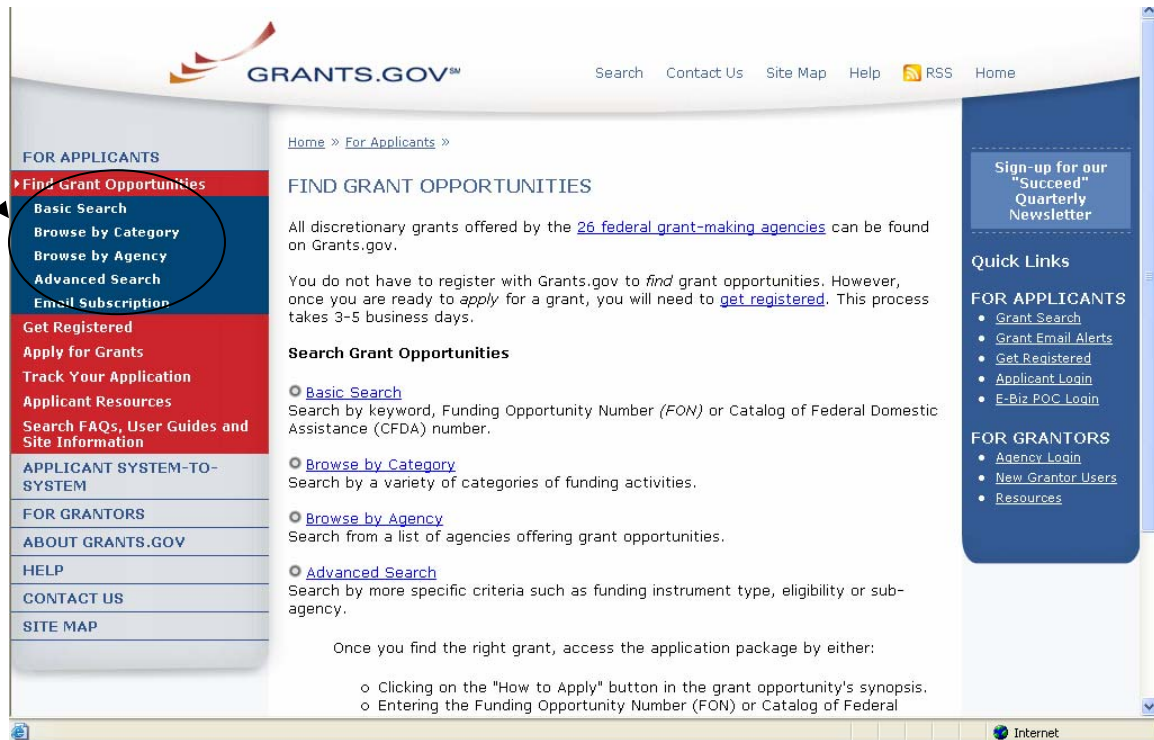 GRANTS.GOV℠
Search Contact Us Site Map Help RSS Home
FOR APPLICANTS
Find Grant Opportunities
Basic Search
Browse by Category
Browse by Agency
Advanced Search
Email Subscription
Get Registered
Apply for Grants
Track Your Application
Applicant Resources
Search FAQs, User Guides and
Site Information
APPLICANT SYSTEM-TO-
SYSTEM
FOR GRANTORS
ABOUT GRANTS.GOV
HELP
CONTACT US
SITE MAP
Home » For Applicants »
FIND GRANT OPPORTUNITIES
All discretionary grants offered by the 26 federal grant-making agencies can be found
on Grants.gov.
You do not have to register with Grants.gov to find grant opportunities. However,
once you are ready to apply for a grant, you will need to get registered. This process
takes 3-5 business days.
Search Grant Opportunities
Basic Search
Search by keyword, Funding Opportunity Number (FON) or Catalog of Federal Domestic
Assistance (CFDA) number.
Browse by Category
Search by a variety of categories of funding activities.
Browse by Agency
Search from a list of agencies offering grant opportunities.
Advanced Search
Search by more specific criteria such as funding instrument type, eligibility or sub-
agency.
Once you find the right grant, access the application package by either:
o Clicking on the "How to Apply" button in the grant opportunity's synopsis.
o Entering the Funding Opportunity Number (FON) or Catalog of Federal
Sign-up for our
"Succeed"
Quarterly
Newsletter
Quick Links
FOR APPLICANTS
• Grant Search
• Grant Email Alerts
• Get Registered
• Applicant Login
• E-Biz POC Login
FOR GRANTORS
• Agency Login
• New Grantor Users
• Resources
Internet